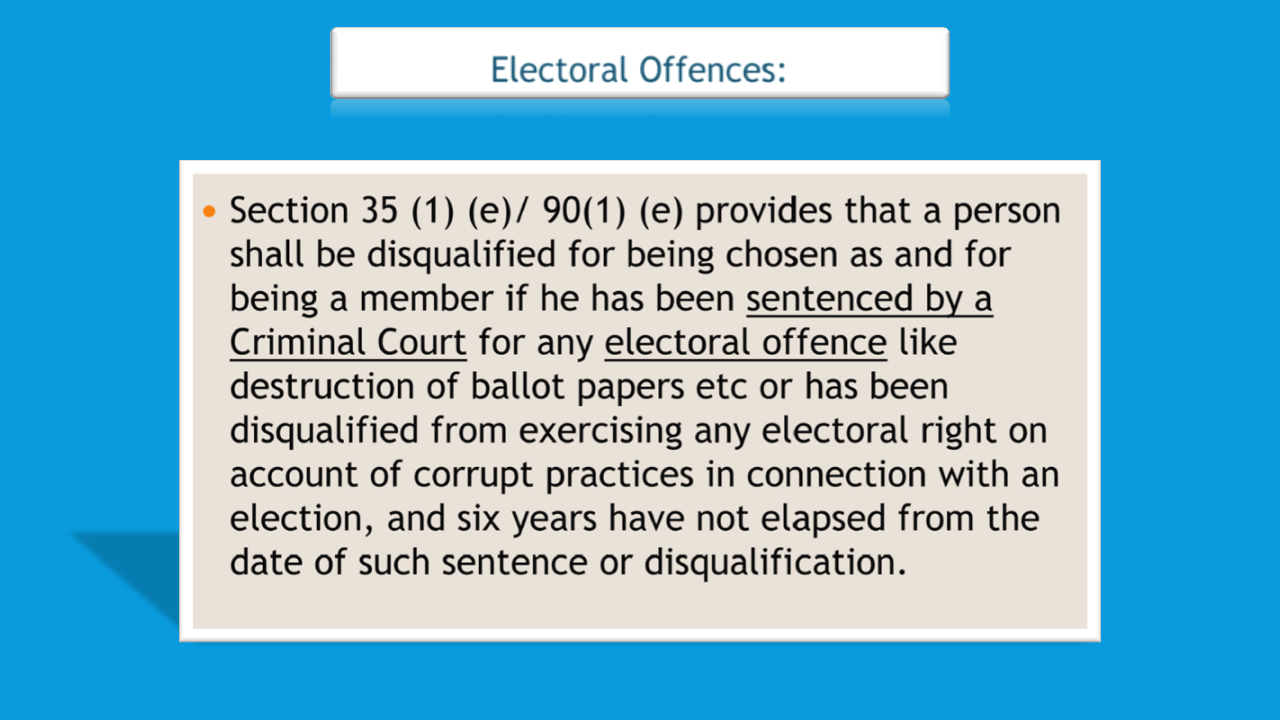 Electoral Offences:
• Section 35 (1) (e)/ 90(1) (e) provides that a person
shall be disqualified for being chosen as and for
being a member if he has been sentenced by a
Criminal Court for any electoral offence like
destruction of ballot papers etc or has been
disqualified from exercising any electoral right on
account of corrupt practices in connection with an
election, and six years have not elapsed from the
date of such sentence or disqualification.